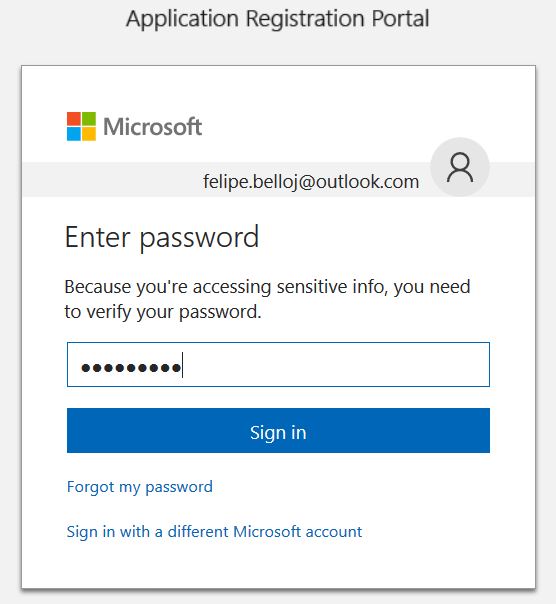 Application Registration Portal
Microsoft
felipe.belloj@outlook.com
Enter password
Because you're accessing sensitive info, you need
to verify your password.
●●●●●●●●●
Sign in
Forgot my password
Sign in with a different Microsoft account